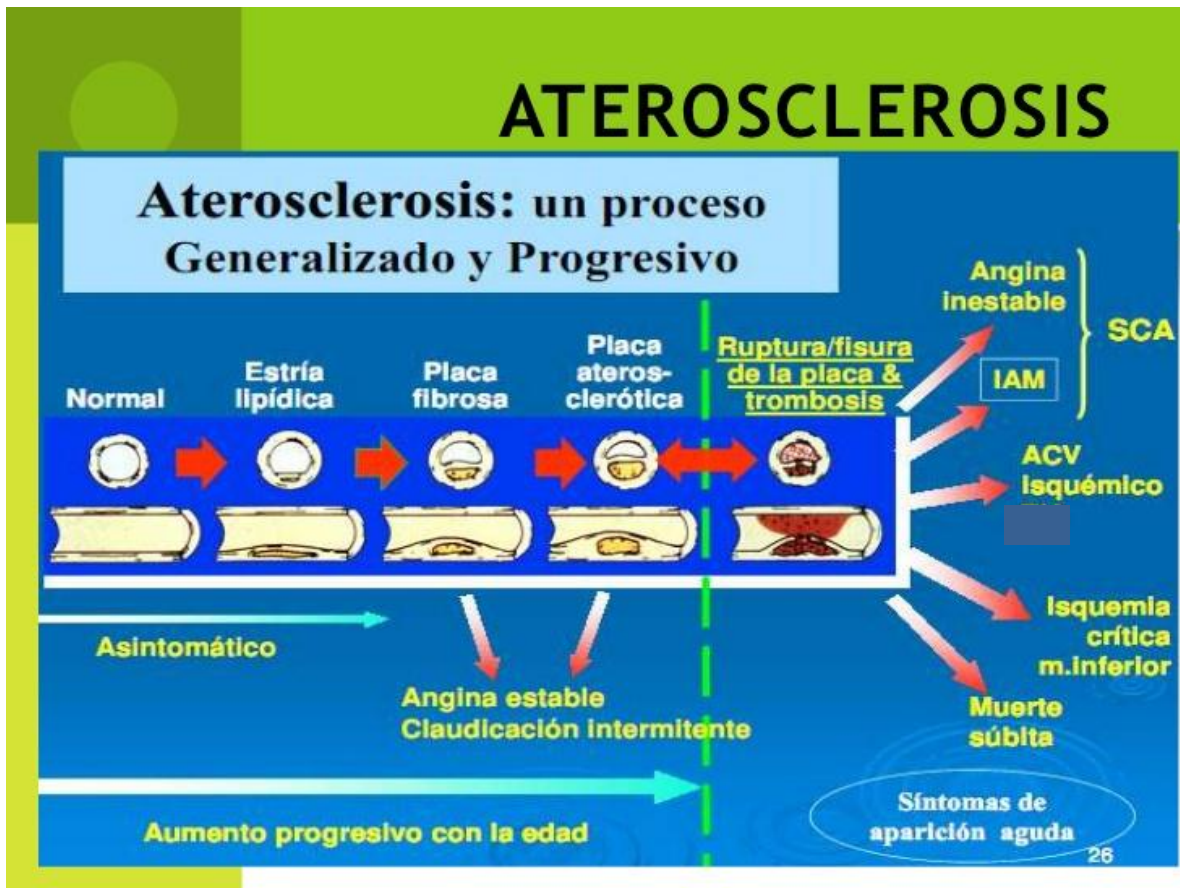 ATEROSCLEROSIS
Aterosclerosis: un proceso
Generalizado y Progresivo
Normal
Estría
lipídica
Placa
fibrosa
Placa
ateros-
clerótica
Ruptura/fisura
de la placa &
trombosis
Angina
inestable
IAM
SCA
ACV
Isquémico
Isquemia
crítica
m.inferior
Muerte
súbita
Asintomático
Angina estable
Claudicación intermitente
Aumento progresivo con la edad
Síntomas de
aparición aguda
26